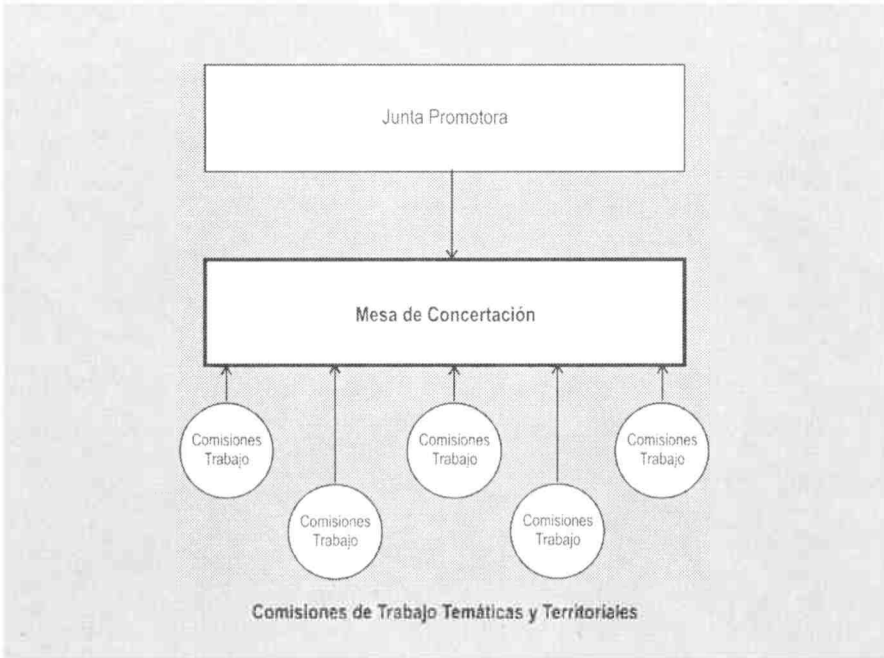 Junta Promotora
Mesa de Concertación
Comisiones
Trabajo
Comisiones
Trabajo
Comisiones
Trabajo
Comisiones
Trabajo
Comisiones
Trabajo
Comisiones de Trabajo Temáticas y Territoriales